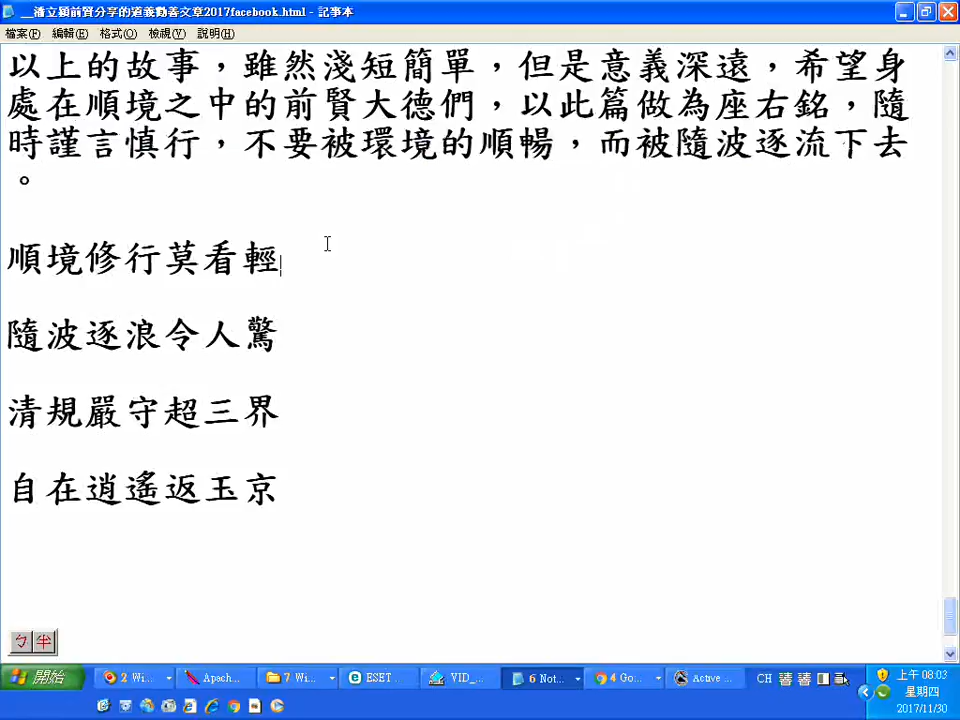 __潘立穎前賢分享的道義勸善文章2017facebook.html - 記事本
檔案(F) 編輯(E) 格式(O) 檢視(V) 說明(H)
以上的故事，雖然淺短簡單，但是意義深遠，希望身
處在順境之中的前賢大德們，以此篇做為座右銘，隨
時謹言慎行，不要被環境的順暢，而被隨波逐流下去
。
順境修行莫看輕
隨波逐浪令人驚
清規嚴守超三界
自在逍遙返玉京
ㄅ 半
開始 2 Wi... Apach... 7 Wi... ESET ... VID_... 6 Not... 4 Go... Active ... CH 上午 08:03
星期四
2017/11/30